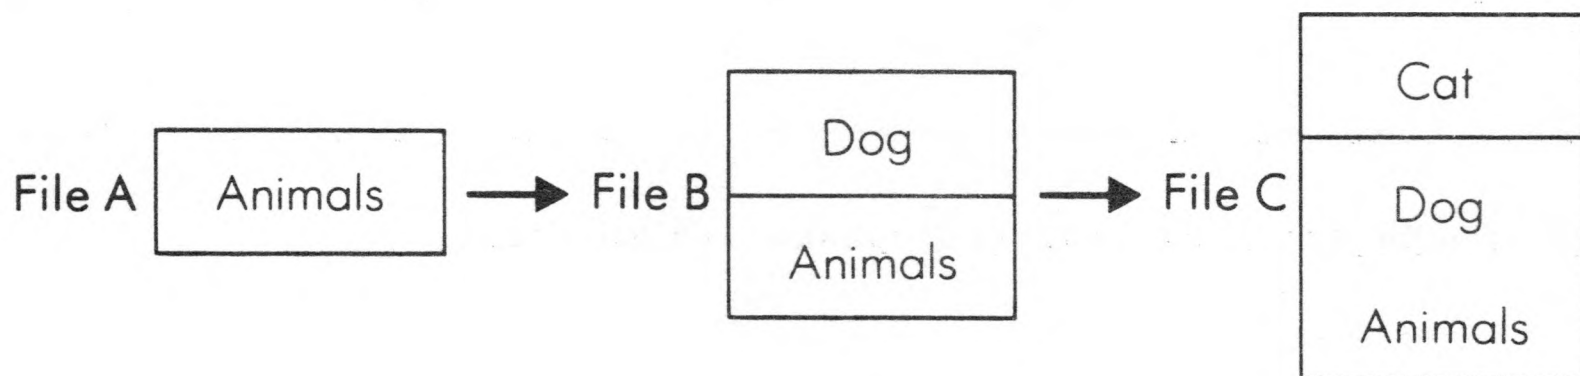 File A
Animals
File B
Dog
Animals
File C
Cat
Dog
Animals